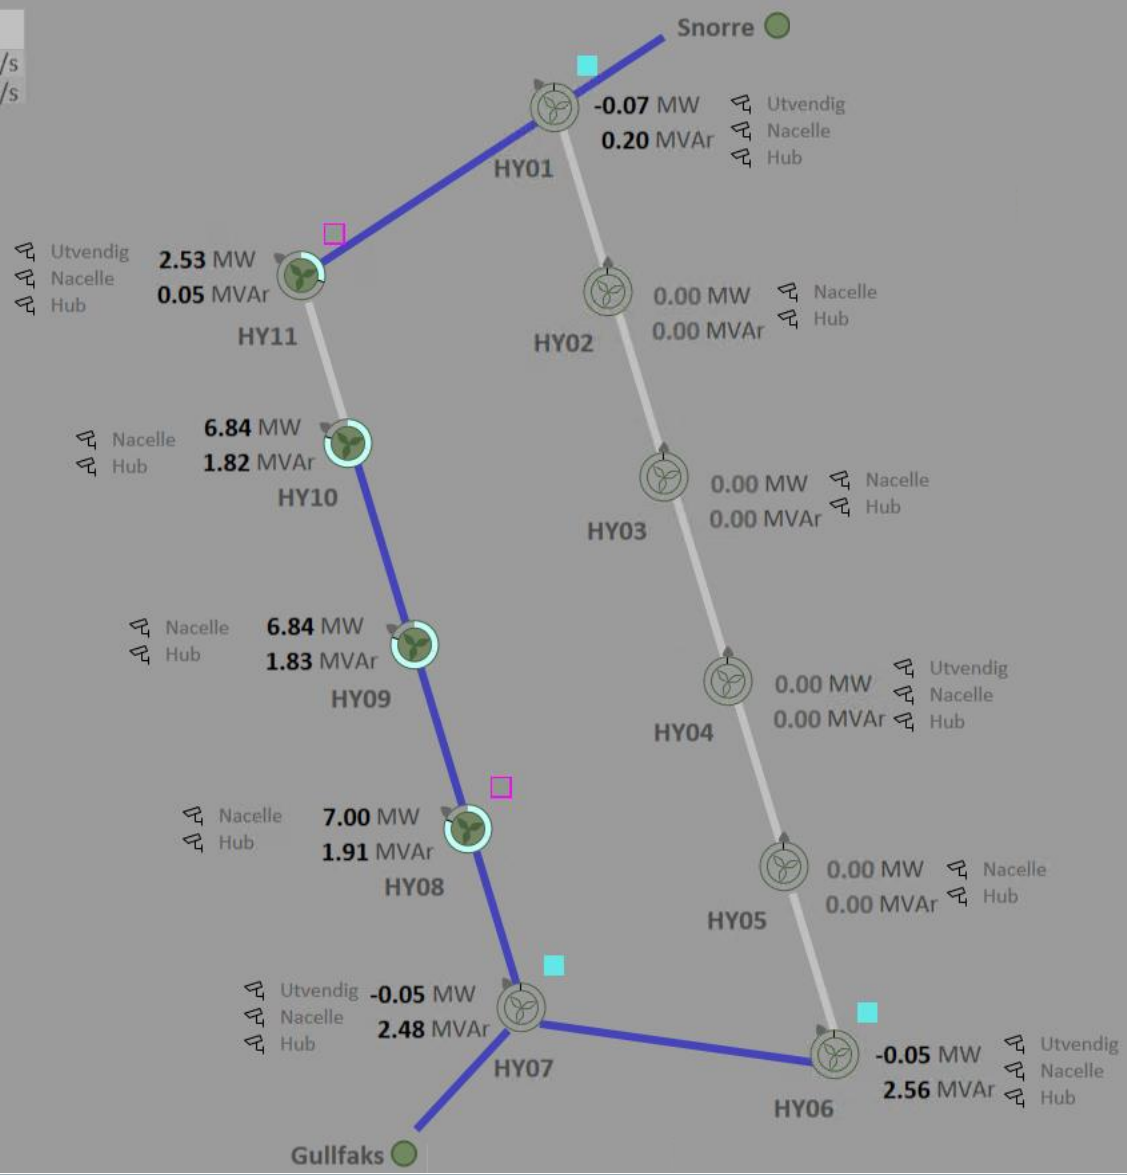 Snorre
/s
/s
-0.07 MW
0.20 MVAr
Utvendig
Nacelle
Hub
HY01
Utvendig
Nacelle
Hub
2.53 MW
0.05 MVAr
HY11
0.00 MW
0.00 MVAr
Nacelle
Hub
HY02
Nacelle
Hub
6.84 MW
1.82 MVAr
HY10
0.00 MW
0.00 MVAr
Nacelle
Hub
HY03
Nacelle
Hub
6.84 MW
1.83 MVAr
HY09
0.00 MW
0.00 MVAr
Utvendig
Nacelle
Hub
HY04
Nacelle
Hub
7.00 MW
1.91 MVAr
HY08
0.00 MW
0.00 MVAr
Nacelle
Hub
HY05
Utvendig
Nacelle
Hub
-0.05 MW
2.48 MVAr
HY07
-0.05 MW
2.56 MVAr
Utvendig
Nacelle
Hub
HY06
Gullfaks